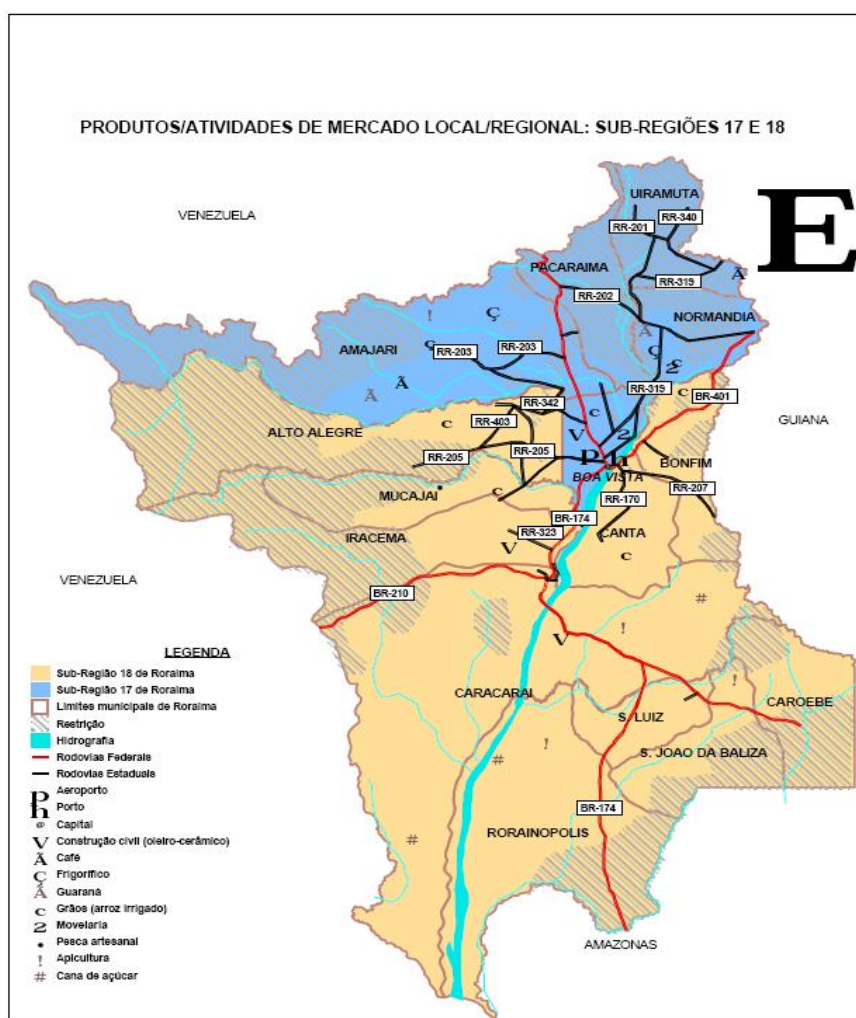 PRODUTOS/ATIVIDADES DE MERCADO LOCAL/REGIONAL: SUB-REGIÕES 17 E 18
E
VENEZUELA
UIRAMUTA
RR-340
RR-201
PACARAIMA
Ã
RR-319
RR-202
!
Ç
NORMANDIA
Ã
AMAJARI
c
RR-203
RR-203
Ç
2
c
Ã
Ã
RR-319
c
BR-401
RR-342
c
RR-403
c
GUIANA
ALTO ALEGRE
V
2
RR-205
RR-205
p
h
BONFIM
BOA VISTA
RR-207
MUCAJAI
c
RR-170
BR-174
RR-323
CANTA
IRACEMA
V
c
VENEZUELA
BR-210
#
!
V
CARACARAI
!
CAROEBE
S. LUIZ
!
S. JOAO DA BALIZA
#
BR-174
RORAINOPOLIS
#
AMAZONAS
LEGENDA
Sub-Região 18 de Roraima
Sub-Região 17 de Roraima
Limites municipais de Roraima
Restrição
Hidrografia
Rodovias Federais
Rodovias Estaduais
p Aeroporto
h Porto
@ Capital
V Construção civil (oleiro-cerâmico)
Ã Café
Ç Frigorífico
Å Guaraná
c Grãos (arroz irrigado)
2 Movelaria
• Pesca artesanal
! Apicultura
# Cana de açúcar